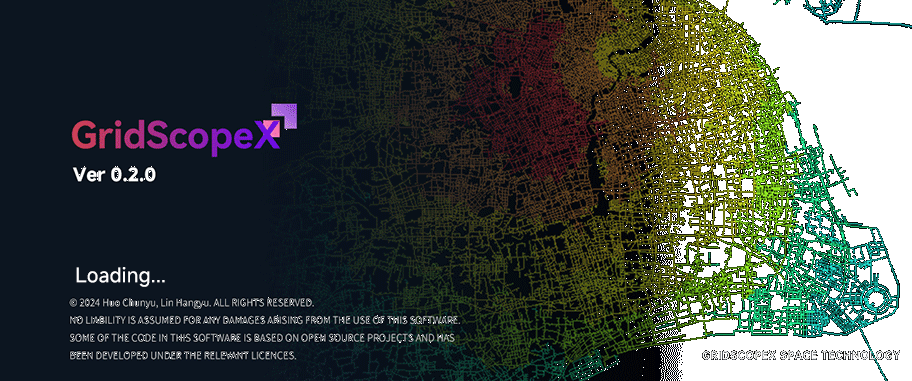 GridScopeX
Ver 0.2.0
Loading...
© 2024 Huo Chunyu, Lin Hangyu. ALL RIGHTS RESERVED.
NO LIABILITY IS ASSUMED FOR ANY DAMAGES ARISING FROM THE USE OF THIS SOFTWARE.
SOME OF THE CODE IN THIS SOFTWARE IS BASED ON OPEN SOURCE PROJECTS AND HAS
BEEN DEVELOPED UNDER THE RELEVANT LICENCES.
GRIDSCOPEX SPACE TECHNOLOGY